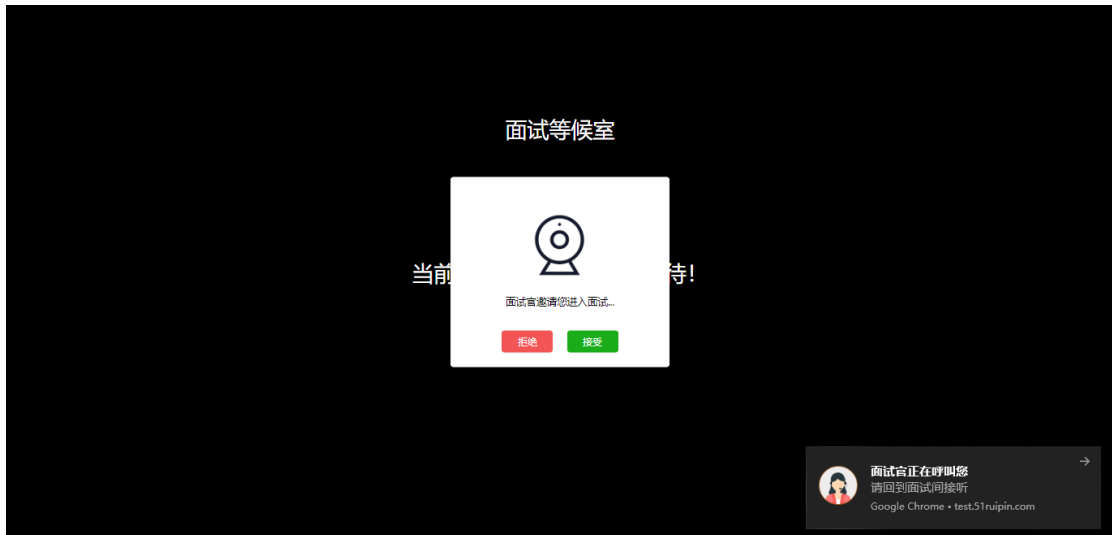 面试等候室
当前
待!
面试官邀请您进入面试...
拒绝
接受
面试官正在呼叫您
请回到面试间接听
Google Chrome • test.51ruipin.com